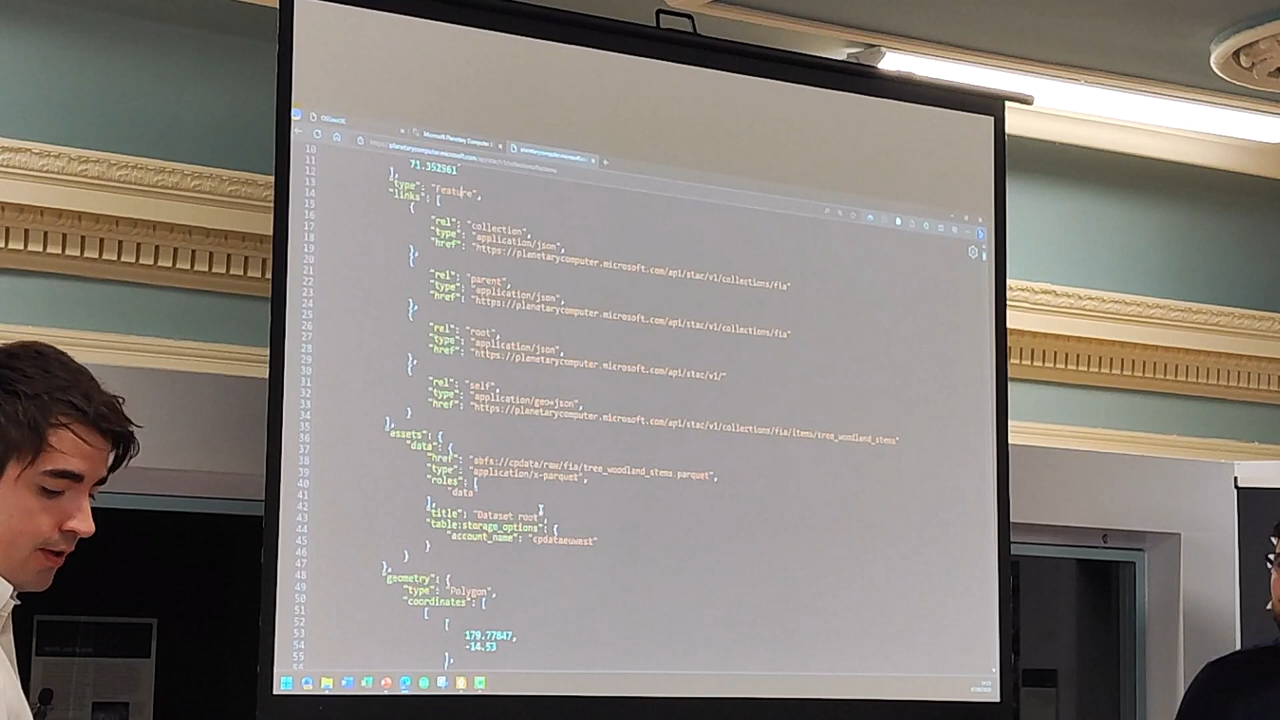 Microsoft Planetary Computer
10
11 71.352561
12 ],
13 "type": "Feature",
14 "links": [
15 {
16 "rel": "collection",
17 "type": "application/json",
18 "href": "https://planetarycomputer.microsoft.com/api/stac/v1/collections/fia"
19 },
20 {
21 "rel": "parent",
22 "type": "application/json",
23 "href": "https://planetarycomputer.microsoft.com/api/stac/v1/collections/fia"
24 },
25 {
26 "rel": "root",
27 "type": "application/json",
28 "href": "https://planetarycomputer.microsoft.com/api/stac/v1/"
29 },
30 {
31 "rel": "self",
32 "type": "application/geo+json",
33 "href": "https://planetarycomputer.microsoft.com/api/stac/v1/collections/fia/items/tree_woodland_stems"
34 }
35 ],
36 "assets": {
37 "data": {
38 "href": "abfs://cpdata/raw/fia/tree_woodland_stems.parquet",
39 "type": "application/x-parquet",
40 "roles": [
41 "data"
42 ],
43 "title": "Dataset root",
44 "table:storage_options": {
45 "account_name": "cpdataeuwest"
46 }
47 }
48 },
49 "geometry": {
50 "type": "Polygon",
51 "coordinates": [
52 [
53 [
54 179.77847,
55 -14.53
],